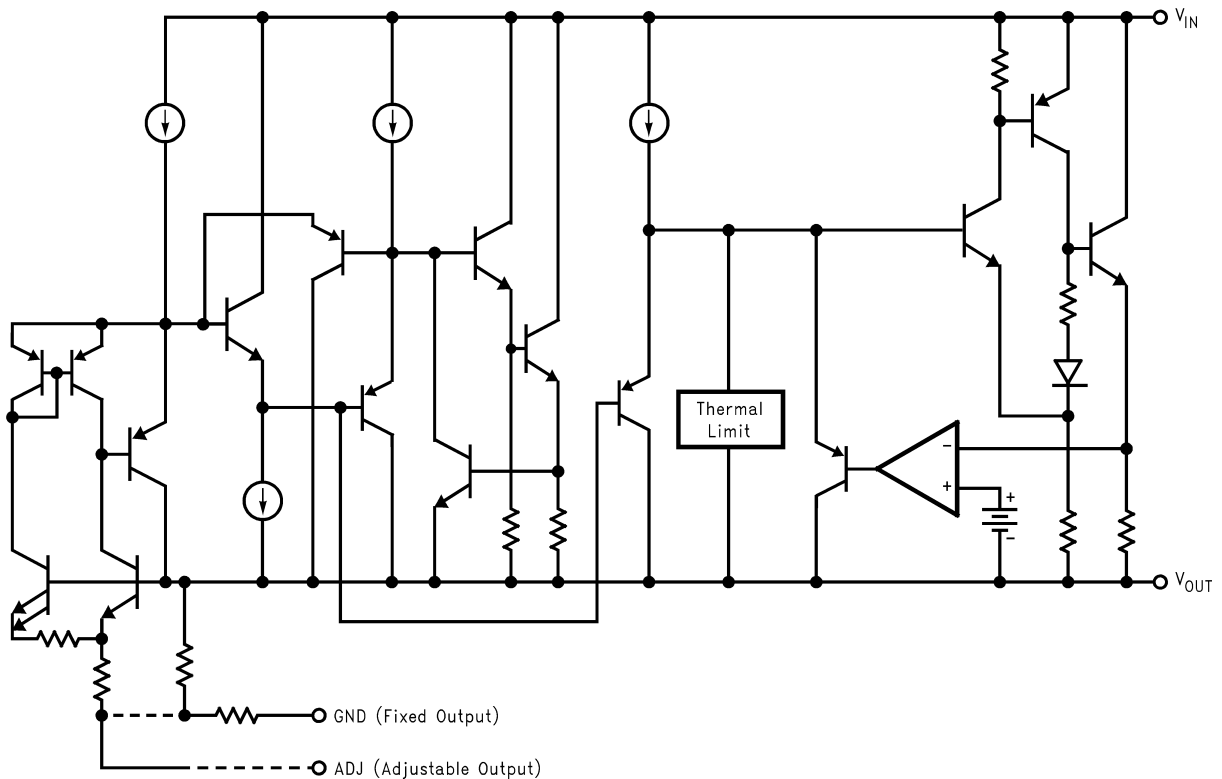 V_IN
Thermal
Limit
−
+
+
−
V_OUT
GND (Fixed Output)
ADJ (Adjustable Output)